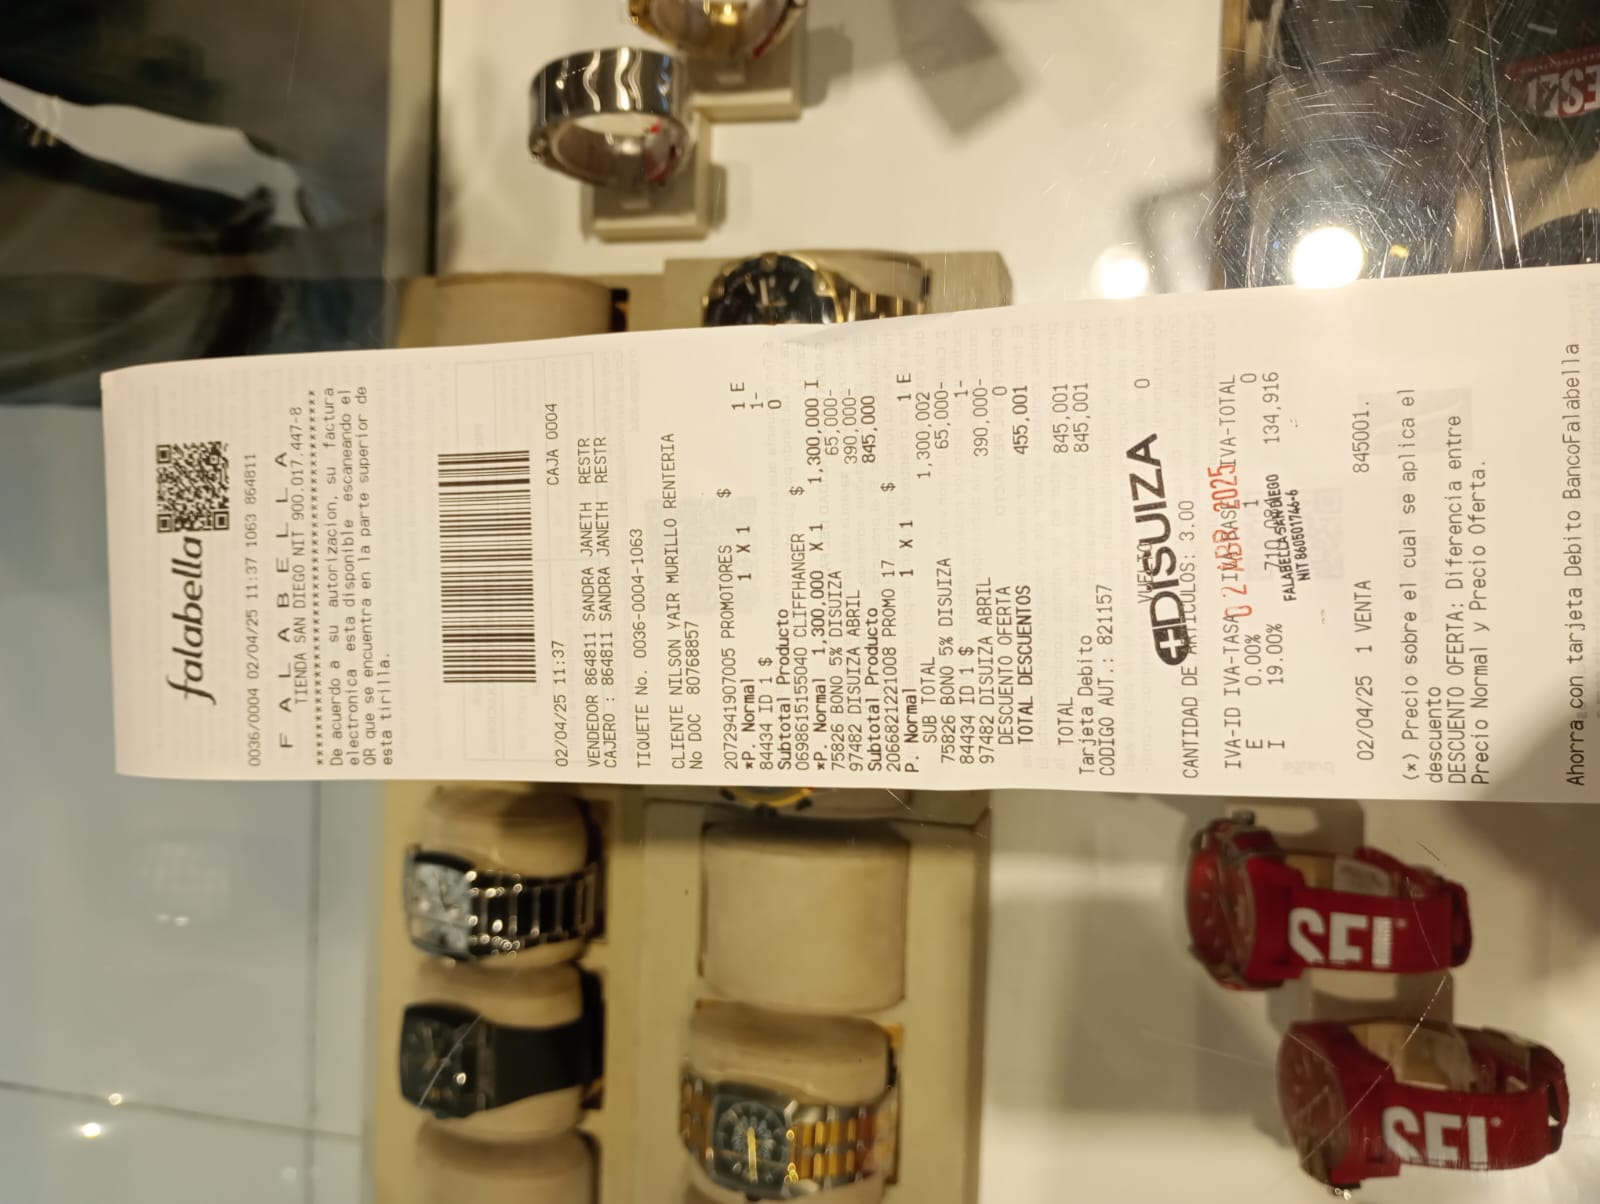 falabella
0036/0004 02/04/25 11:37 1063 864811
F A L A B E L L A
TIENDA SAN DIEGO NIT 900.017.447-8
****************************************
De acuerdo a su autorizacion, su factura
electronica esta disponible escaneando el
QR que se encuentra en la parte superior de
esta tirilla.
02/04/25 11:37 CAJA 0004
VENDEDOR 864811 SANDRA JANETH RESTR
CAJERO : 864811 SANDRA JANETH RESTR
TIQUETE No. 0036-0004-1063
CLIENTE NILSON YAIR MURILLO RENTERIA
No DOC 80768857
2072941907005 PROMOTORES $
*P. Normal 1 X 1 1 E
84434 ID 1 $ 1-
Subtotal Producto 0
0698615155040 CLIFFHANGER $
*P. Normal 1,300,000 X 1 1,300,000 I
75826 BONO 5% DISUIZA 65,000-
97482 DISUIZA ABRIL 390,000-
Subtotal Producto 845,000
2066821221008 PROMO 17 $
P. Normal 1 X 1 1 E
SUB TOTAL 1,300,002
75826 BONO 5% DISUIZA 65,000-
84434 ID 1 $ 1-
97482 DISUIZA ABRIL 390,000-
DESCUENTO OFERTA 0
TOTAL DESCUENTOS 455,001
TOTAL 845,001
Tarjeta Debito 845,001
CODIGO AUT.: 821157
0
DISUIZA
CANTIDAD DE ARTICULOS: 3.00
IVA-ID IVA-TASA IVA-TOTAL
02 ABR 2025
E 0.00% 1 0
I 19.00% 134,916
FALABELLA SAN DIEGO
NIT 860501746-6
02/04/25 1 VENTA 845001.
(*) Precio sobre el cual se aplica el
descuento
DESCUENTO OFERTA: Diferencia entre
Precio Normal y Precio Oferta.
Ahorra con tarjeta Debito BancoFalabella